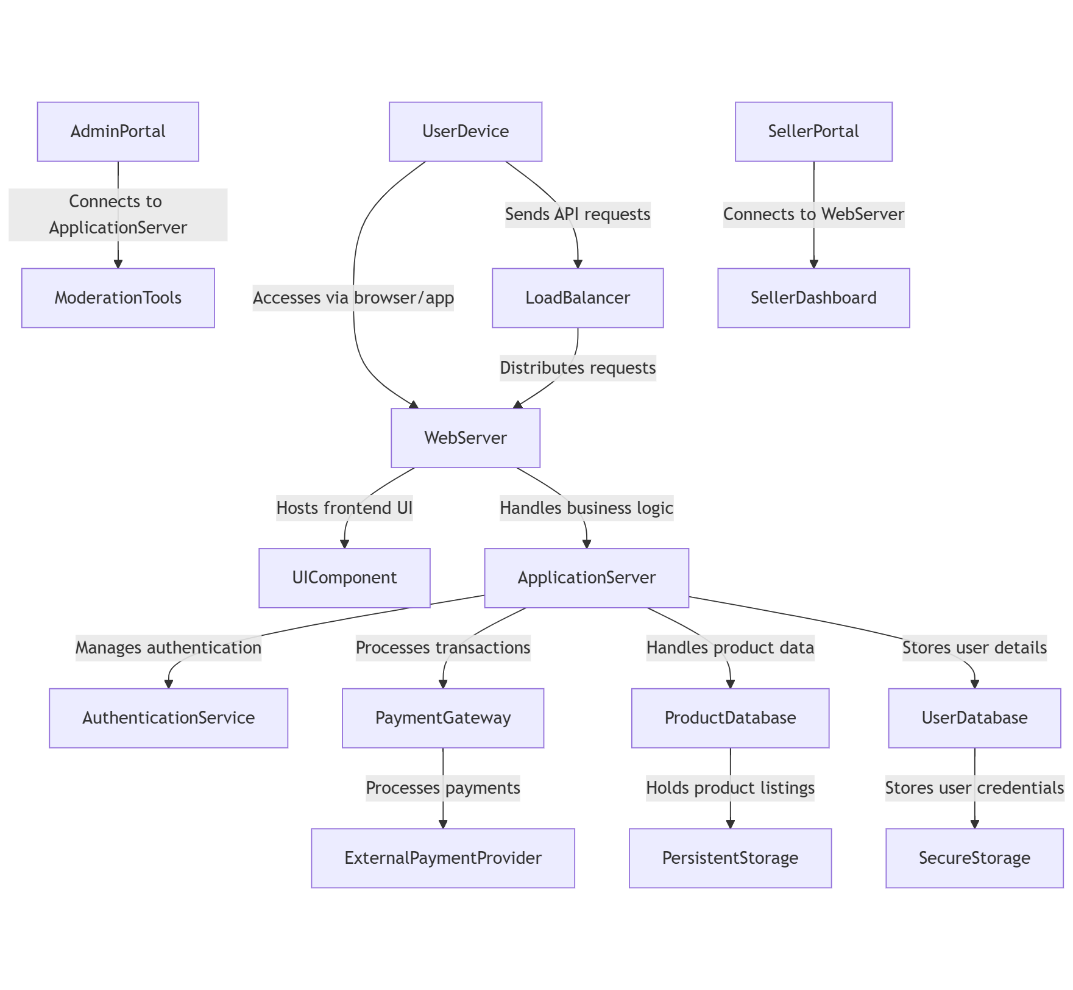 AdminPortal
UserDevice
SellerPortal
Connects to
ApplicationServer
Sends API requests
Connects to WebServer
ModerationTools
Accesses via browser/app
LoadBalancer
SellerDashboard
Distributes requests
WebServer
Hosts frontend UI
Handles business logic
UIComponent
ApplicationServer
Manages authentication
Processes transactions
Handles product data
Stores user details
AuthenticationService
PaymentGateway
ProductDatabase
UserDatabase
Processes payments
Holds product listings
Stores user credentials
ExternalPaymentProvider
PersistentStorage
SecureStorage